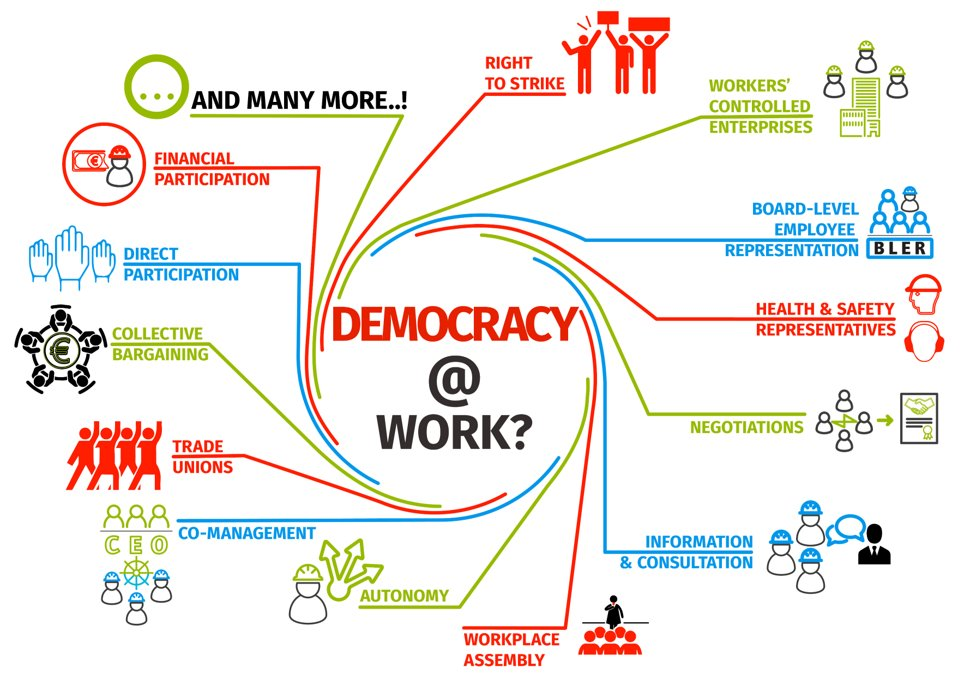 DEMOCRACY
@
WORK?
RIGHT
TO STRIKE
WORKERS'
CONTROLLED
ENTERPRISES
BOARD-LEVEL
EMPLOYEE
REPRESENTATION
BLER
HEALTH & SAFETY
REPRESENTATIVES
NEGOTIATIONS
INFORMATION
& CONSULTATION
WORKPLACE
ASSEMBLY
AUTONOMY
CO-MANAGEMENT
CEO
TRADE
UNIONS
COLLECTIVE
BARGAINING
€
DIRECT
PARTICIPATION
FINANCIAL
PARTICIPATION
€
AND MANY MORE..!